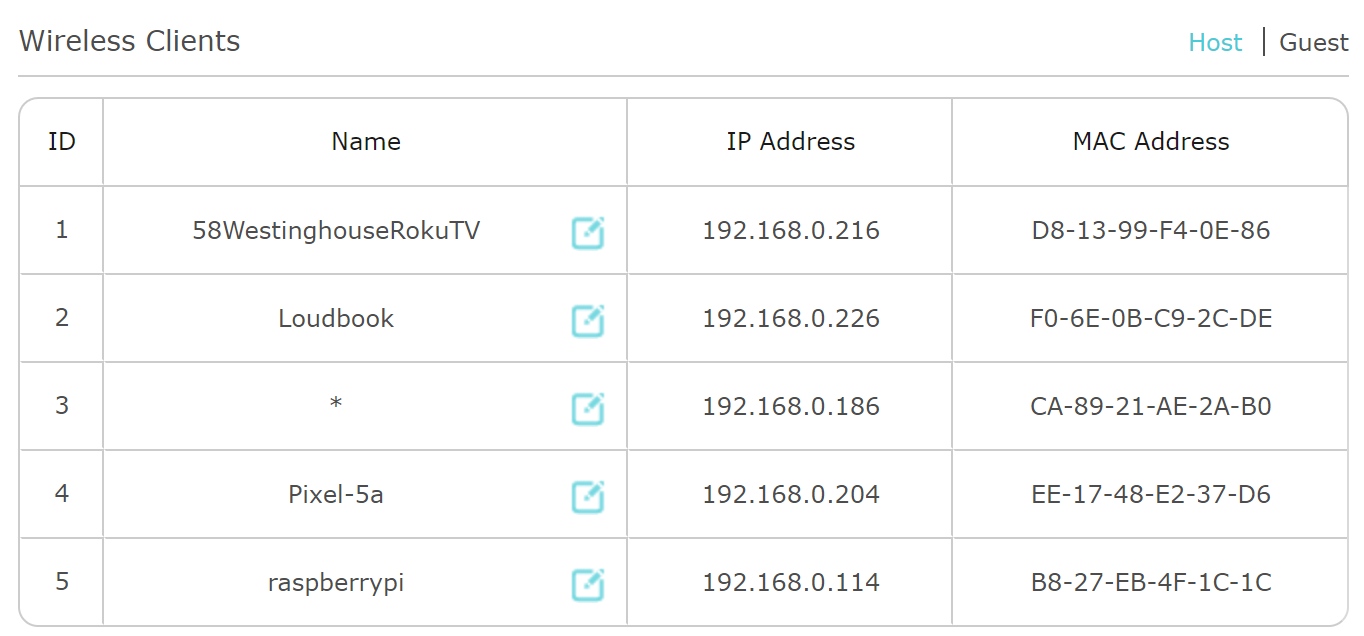 Wireless Clients
Host | Guest
ID Name IP Address MAC Address
1 58WestinghouseRokuTV 192.168.0.216 D8-13-99-F4-0E-86
2 Loudbook 192.168.0.226 F0-6E-0B-C9-2C-DE
3 * 192.168.0.186 CA-89-21-AE-2A-B0
4 Pixel-5a 192.168.0.204 EE-17-48-E2-37-D6
5 raspberrypi 192.168.0.114 B8-27-EB-4F-1C-1C